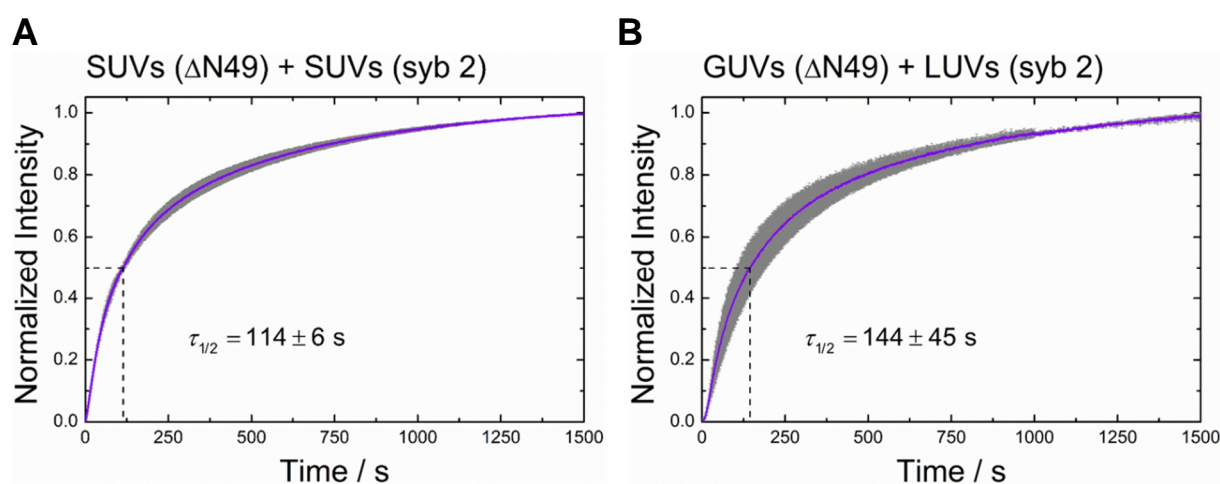 A
SUVs (ΔN49) + SUVs (syb 2)
Normalized Intensity
1.0
0.8
0.6
0.4
0.2
0.0
τ1/2 = 114 ± 6 s
0 250 500 750 1000 1250 1500
Time / s
B
GUVs (ΔN49) + LUVs (syb 2)
Normalized Intensity
1.0
0.8
0.6
0.4
0.2
0.0
τ1/2 = 144 ± 45 s
0 250 500 750 1000 1250 1500
Time / s